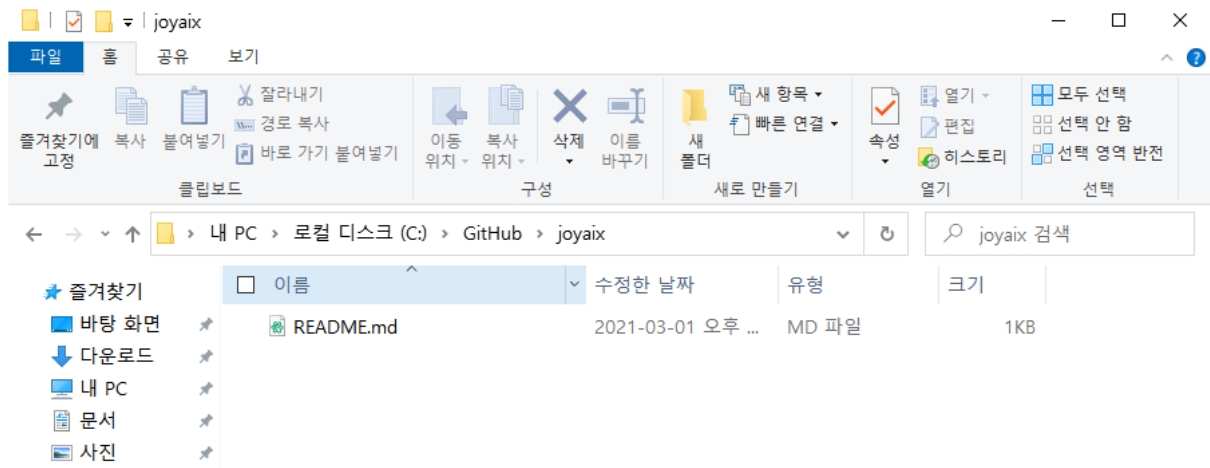 joyaix
파일 홈 공유 보기
즐겨찾기에 고정
복사
붙여넣기
잘라내기
경로 복사
바로 가기 붙여넣기
클립보드
이동 위치
복사 위치
삭제
이름 바꾸기
구성
새 폴더
새 항목
빠른 연결
새로 만들기
속성
열기
편집
히스토리
열기
모두 선택
선택 안 함
선택 영역 반전
선택
내 PC > 로컬 디스크 (C:) > GitHub > joyaix
joyaix 검색
이름 수정한 날짜 유형 크기
README.md 2021-03-01 오후 ... MD 파일 1KB
즐겨찾기
바탕 화면
다운로드
내 PC
문서
사진